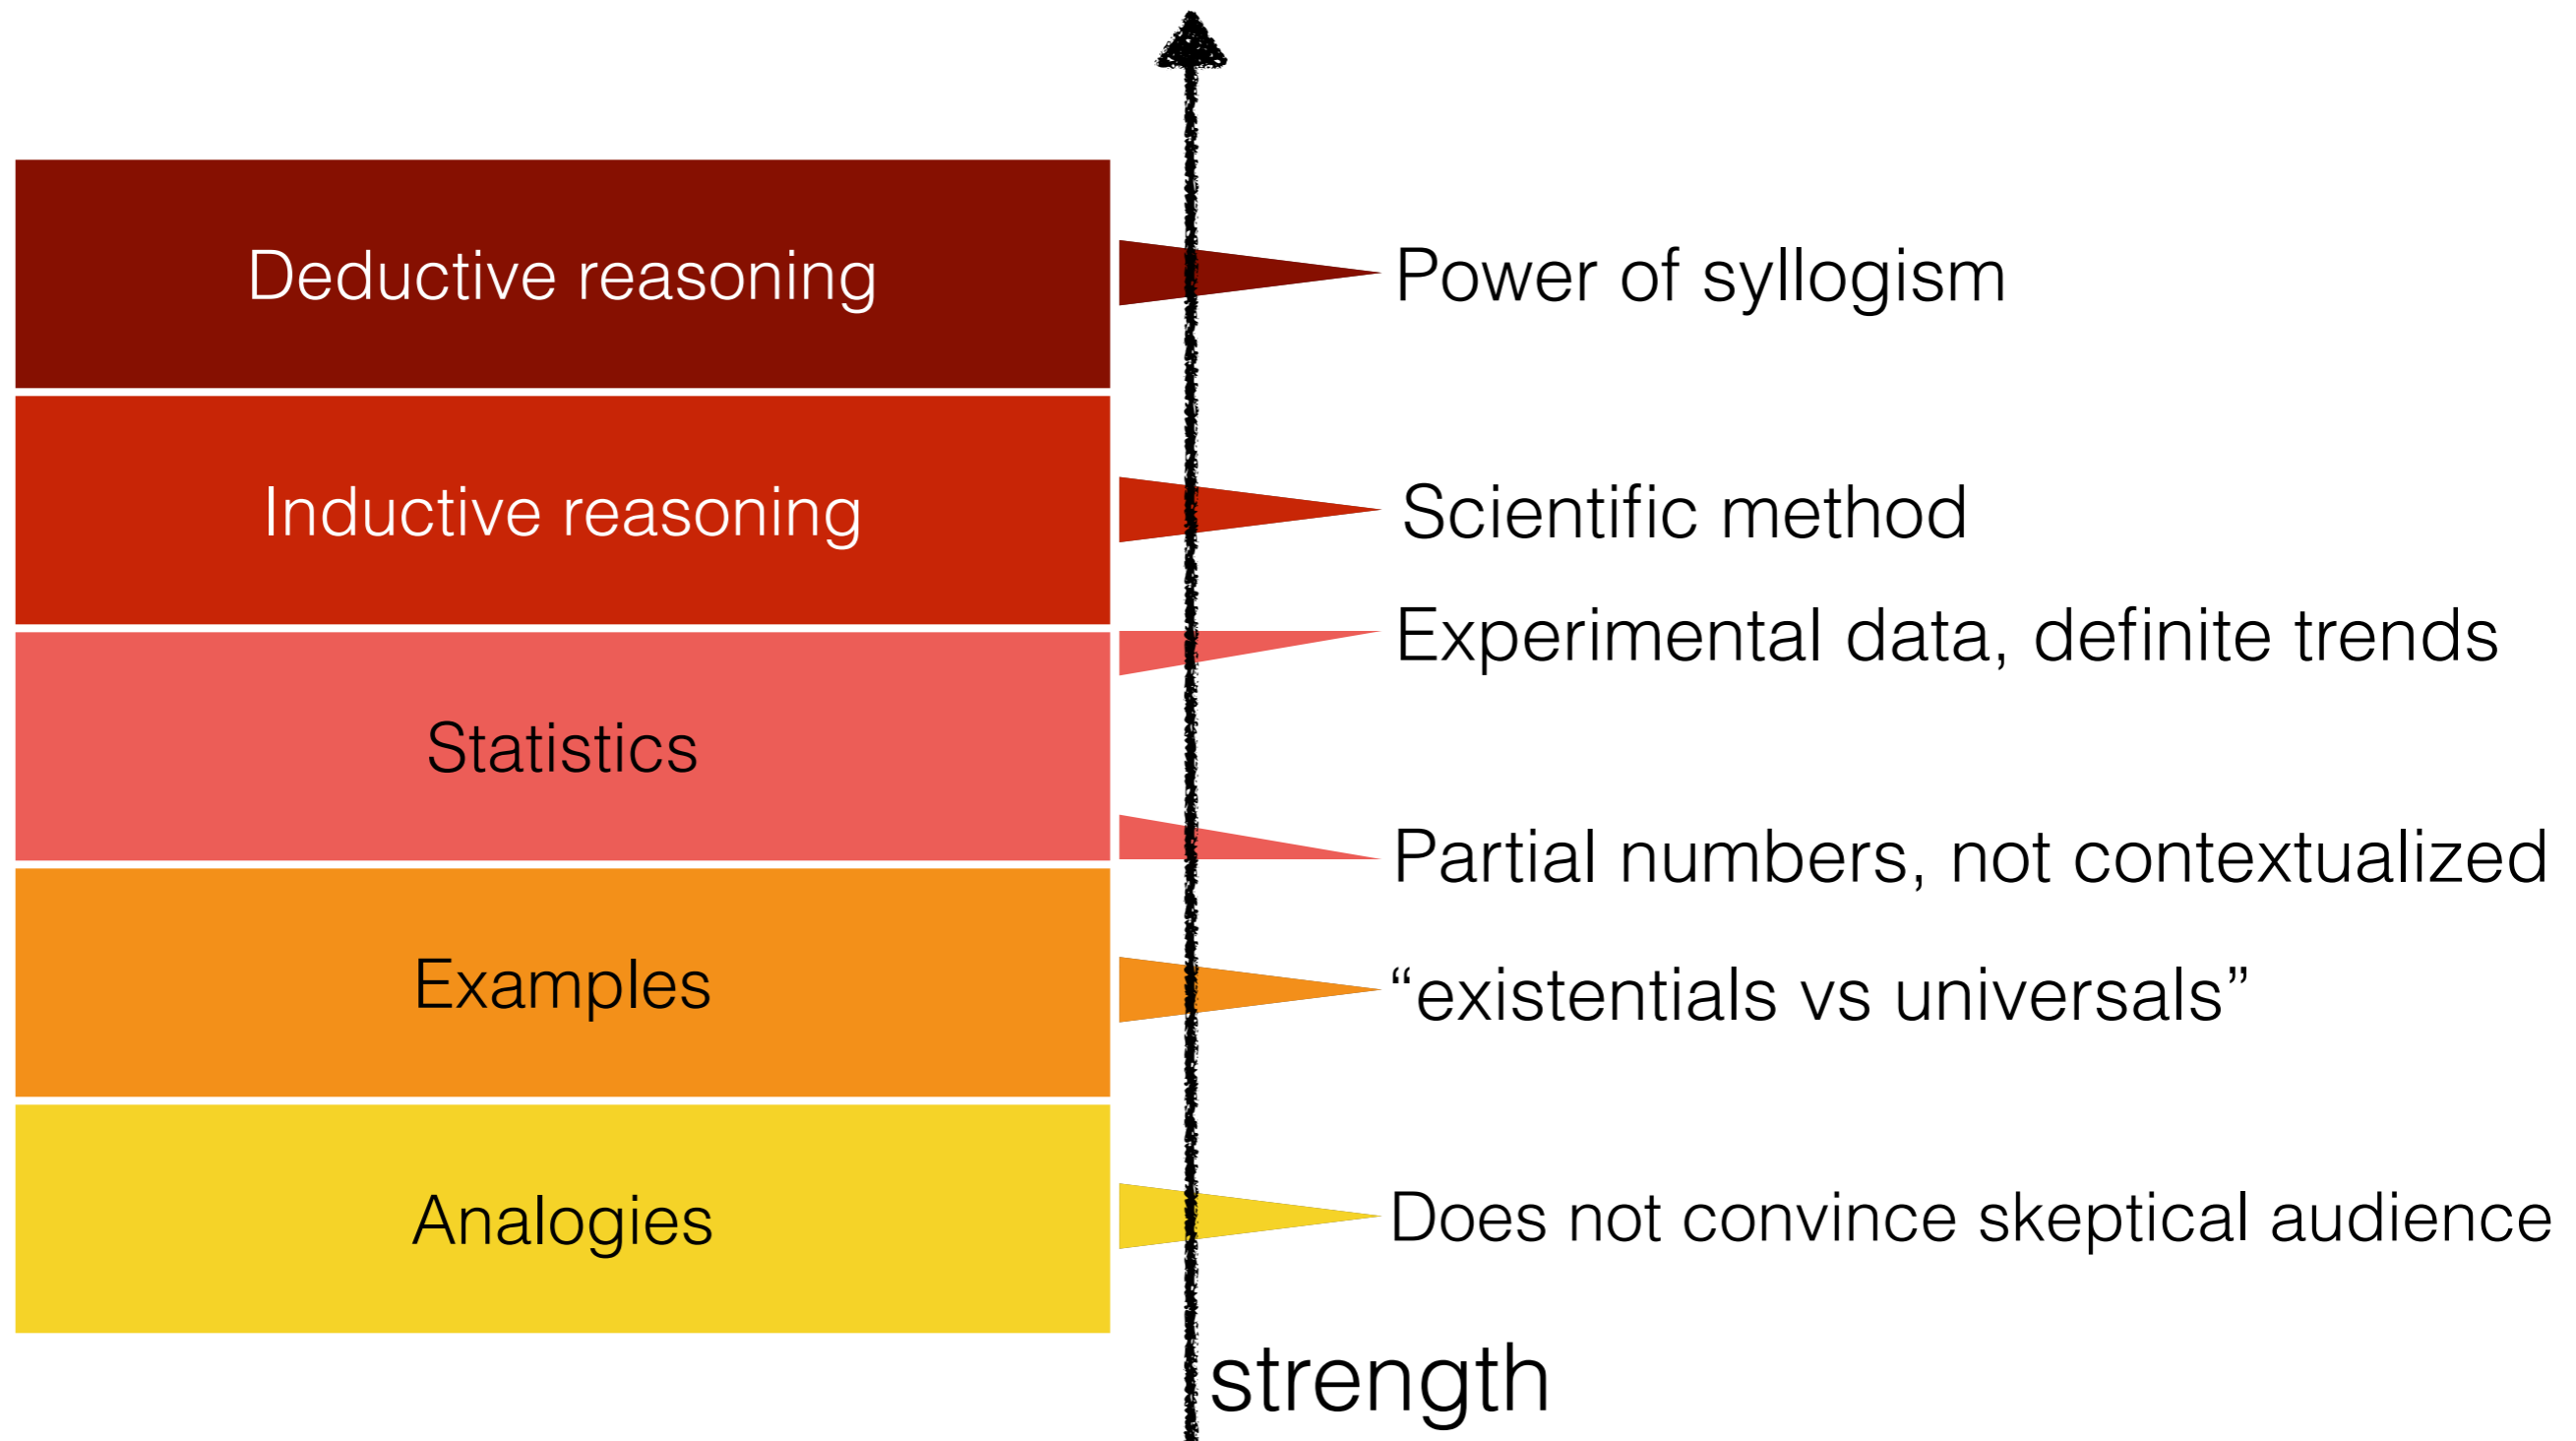 Deductive reasoning
Power of syllogism
Inductive reasoning
Scientific method
Experimental data, definite trends
Statistics
Partial numbers, not contextualized
Examples
“existentials vs universals”
Analogies
Does not convince skeptical audience
strength